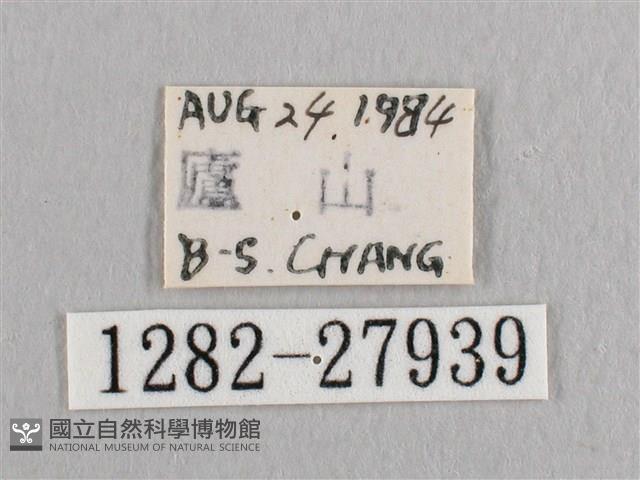 AUG 24. 1984
廬 山
B-S. CHANG
1282-27939
國立自然科學博物館
NATIONAL MUSEUM OF NATURAL SCIENCE